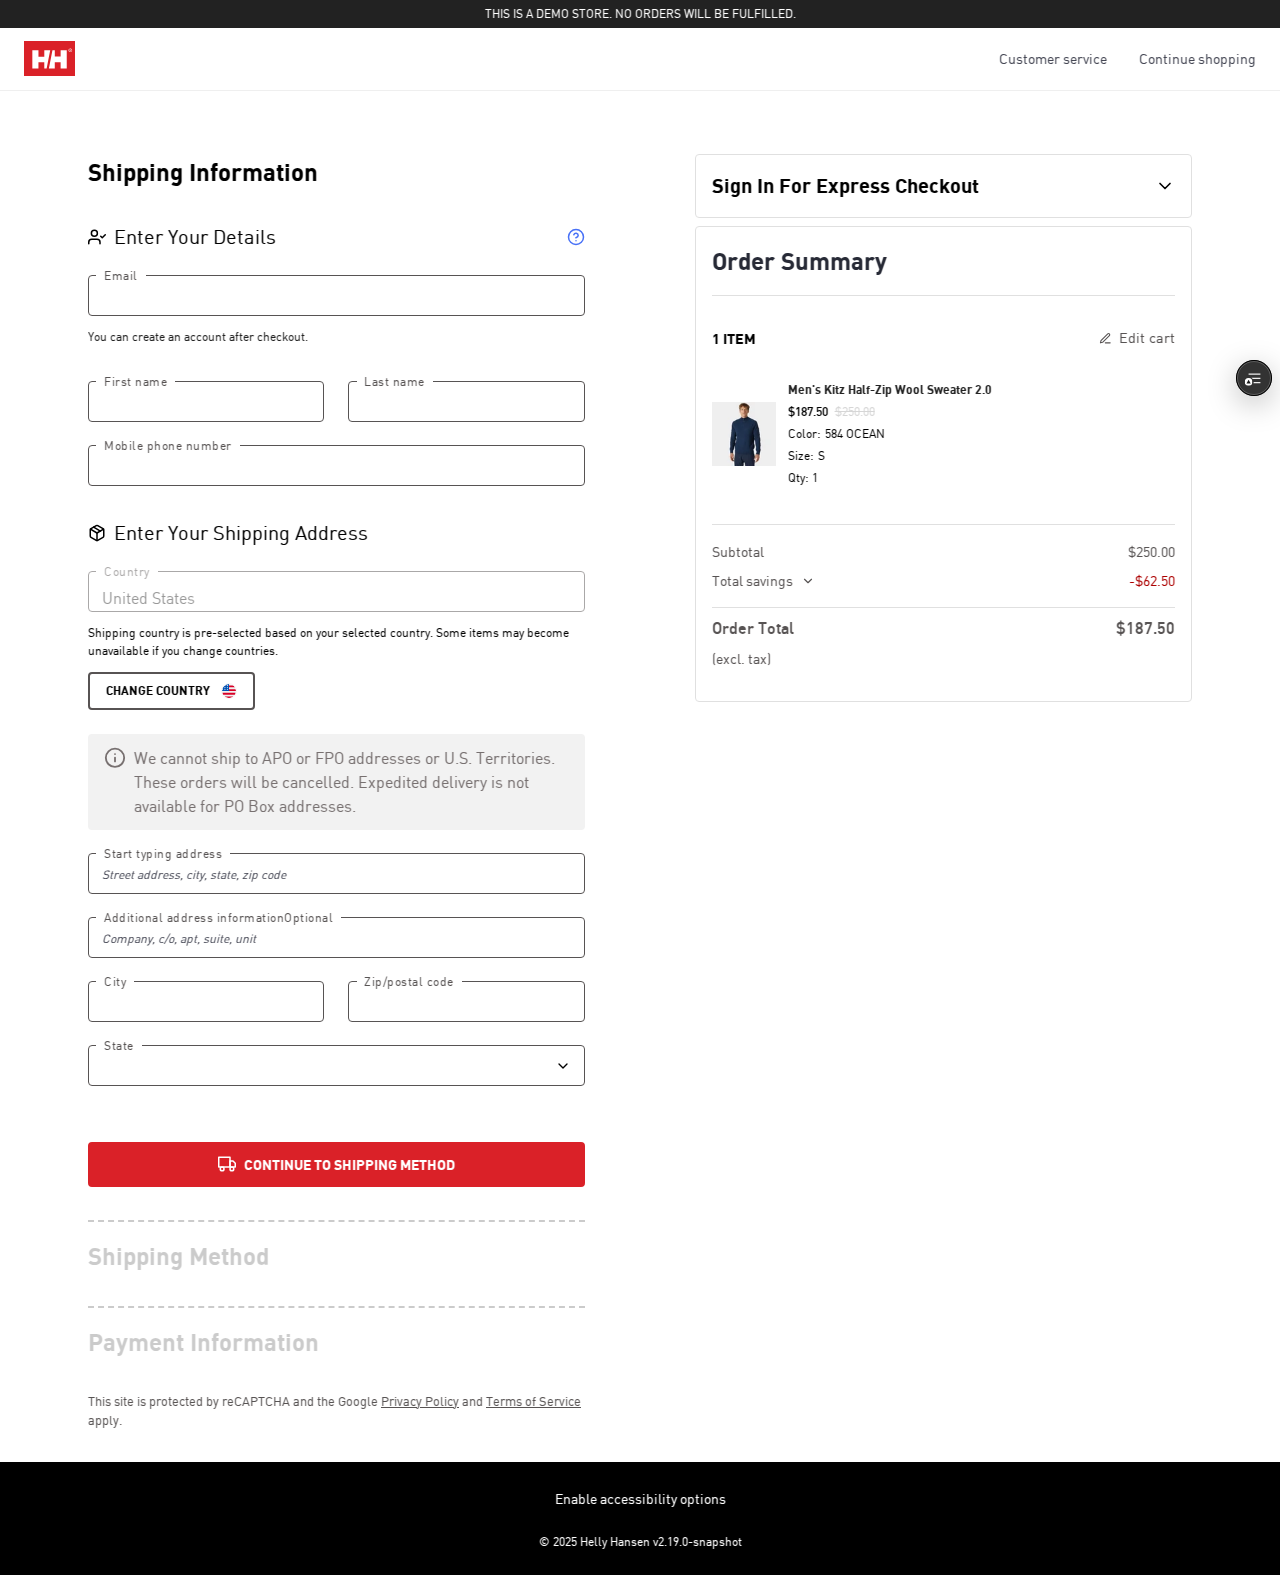 THIS IS A DEMO STORE. NO ORDERS WILL BE FULFILLED.
HH
Customer service
Continue shopping
Shipping Information
Enter Your Details
Email
You can create an account after checkout.
First name
Last name
Mobile phone number
Enter Your Shipping Address
Country
United States
Shipping country is pre-selected based on your selected country. Some items may become
unavailable if you change countries.
CHANGE COUNTRY
We cannot ship to APO or FPO addresses or U.S. Territories.
These orders will be cancelled. Expedited delivery is not
available for PO Box addresses.
Start typing address
Street address, city, state, zip code
Additional address informationOptional
Company, c/o, apt, suite, unit
City
Zip/postal code
State
CONTINUE TO SHIPPING METHOD
Shipping Method
Payment Information
This site is protected by reCAPTCHA and the Google Privacy Policy and Terms of Service
apply.
Sign In For Express Checkout
Order Summary
1 ITEM
Edit cart
Men's Kitz Half-Zip Wool Sweater 2.0
$187.50 $250.00
Color: 584 OCEAN
Size: S
Qty: 1
Subtotal $250.00
Total savings -$62.50
Order Total $187.50
(excl. tax)
Enable accessibility options
© 2025 Helly Hansen v2.19.0-snapshot